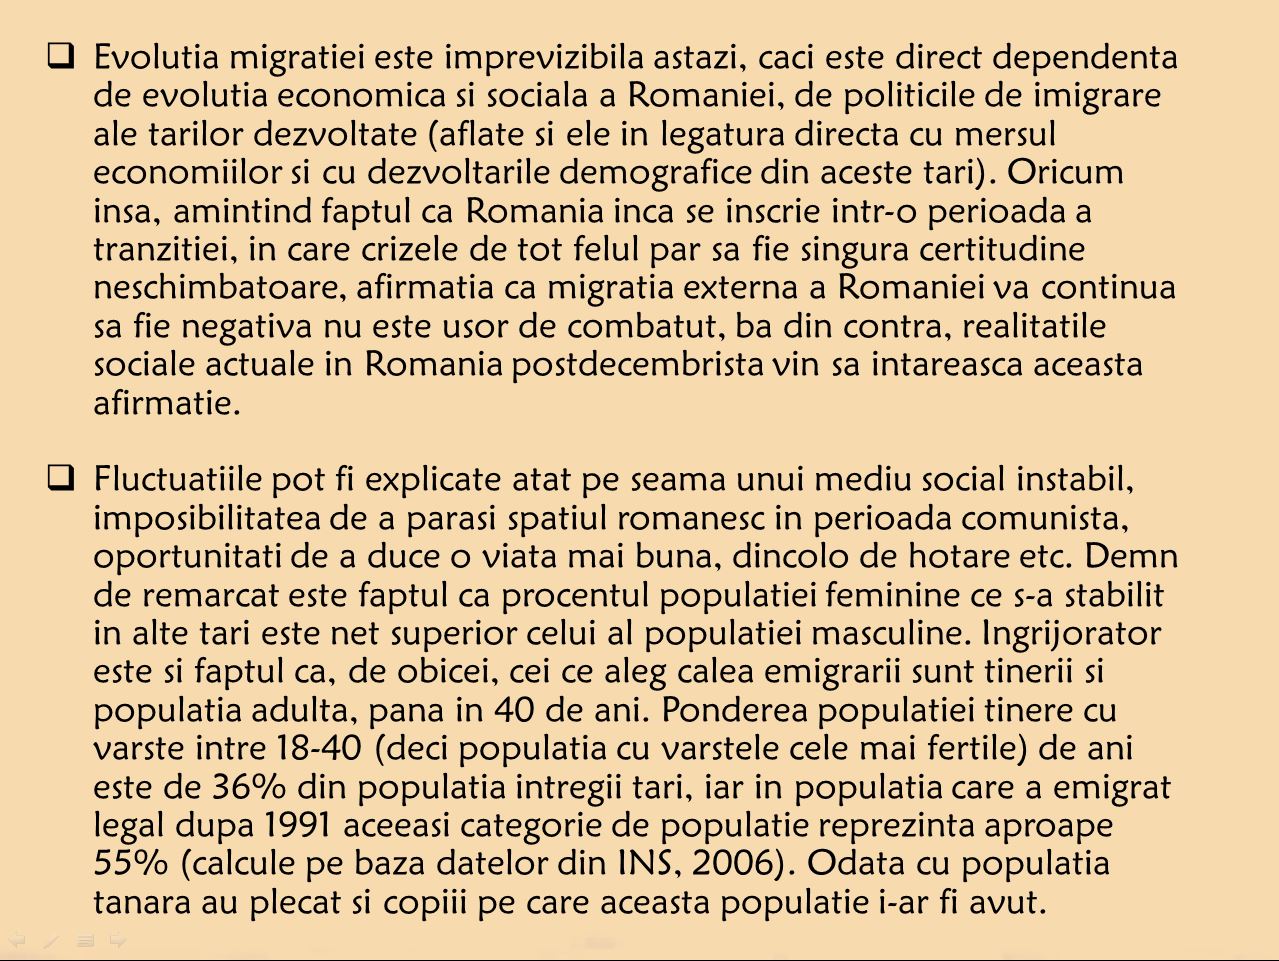 Evolutia migratiei este imprevizibila astazi, caci este direct dependenta
de evolutia economica si sociala a Romaniei, de politicile de imigrare
ale tarilor dezvoltate (aflate si ele in legatura directa cu mersul
economiilor si cu dezvoltarile demografice din aceste tari). Oricum
insa, amintind faptul ca Romania inca se inscrie intr-o perioada a
tranzitiei, in care crizele de tot felul par sa fie singura certitudine
neschimbatoare, afirmatia ca migratia externa a Romaniei va continua
sa fie negativa nu este usor de combatut, ba din contra, realitatile
sociale actuale in Romania postdecembrista vin sa intareasca aceasta
afirmatie.
Fluctuatiile pot fi explicate atat pe seama unui mediu social instabil,
imposibilitatea de a parasi spatiul romanesc in perioada comunista,
oportunitati de a duce o viata mai buna, dincolo de hotare etc. Demn
de remarcat este faptul ca procentul populatiei feminine ce s-a stabilit
in alte tari este net superior celui al populatiei masculine. Ingrijorator
este si faptul ca, de obicei, cei ce aleg calea emigrarii sunt tinerii si
populatia adulta, pana in 40 de ani. Ponderea populatiei tinere cu
varste intre 18-40 (deci populatia cu varstele cele mai fertile) de ani
este de 36% din populatia intregii tari, iar in populatia care a emigrat
legal dupa 1991 aceeasi categorie de populatie reprezinta aproape
55% (calcule pe baza datelor din INS, 2006). Odata cu populatia
tanara au plecat si copiii pe care aceasta populatie i-ar fi avut.